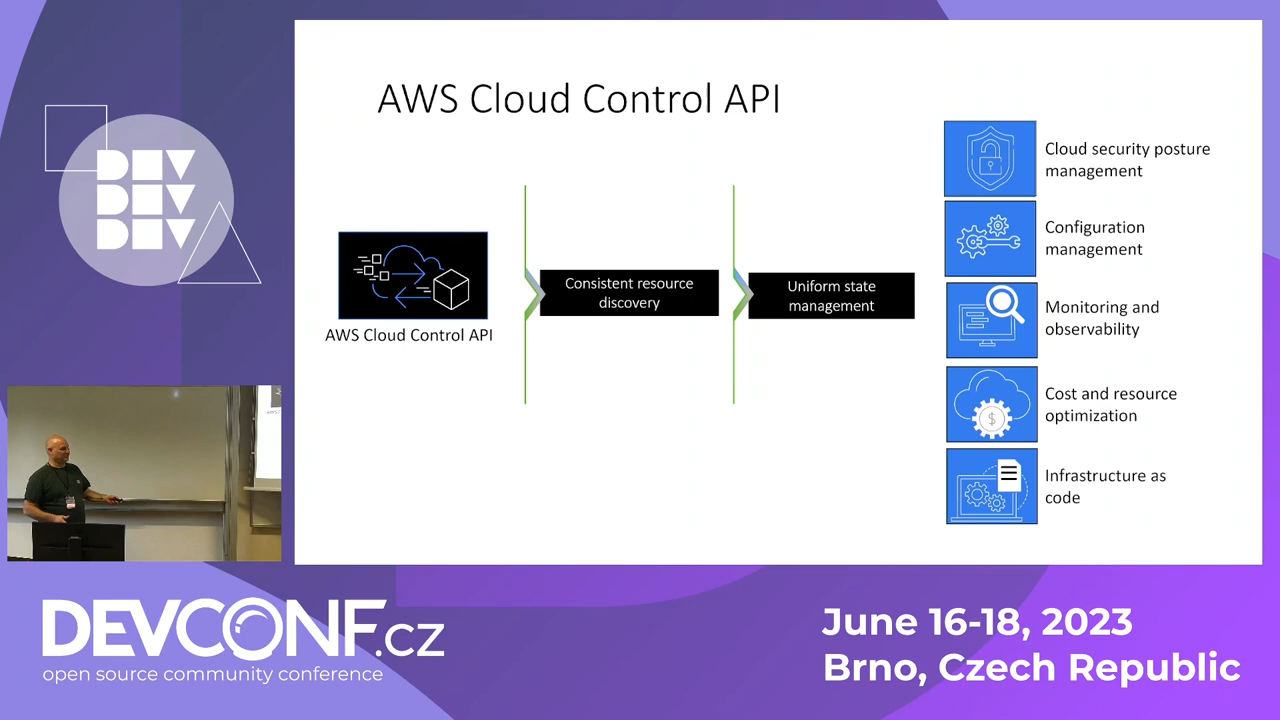 DEV
DEV
DEV
AWS Cloud Control API
AWS Cloud Control API
Consistent resource
discovery
Uniform state
management
Cloud security posture
management
Configuration
management
Monitoring and
observability
Cost and resource
optimization
Infrastructure as
code
DEVCONF.cz
open source community conference
June 16-18, 2023
Brno, Czech Republic